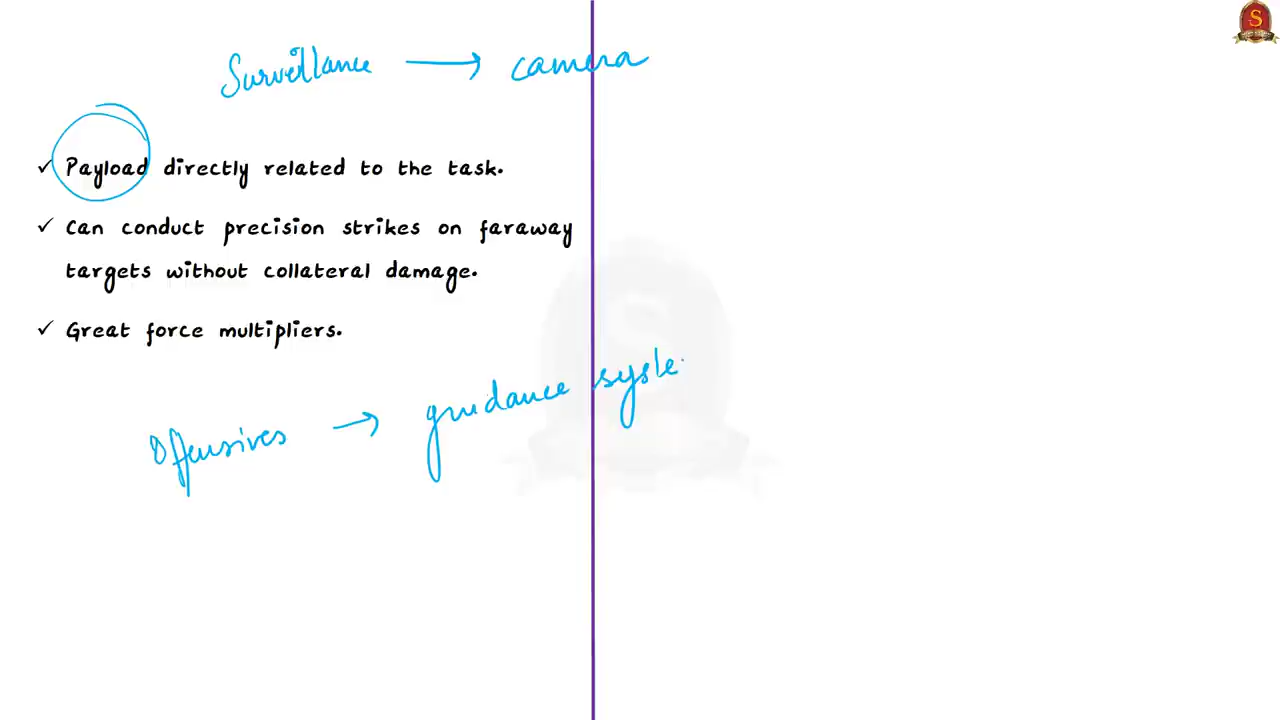 Surveillance → camera
✓ Payload directly related to the task.
✓ Can conduct precision strikes on faraway
targets without collateral damage.
✓ Great force multipliers.
Offensives → guidance syste
S
S